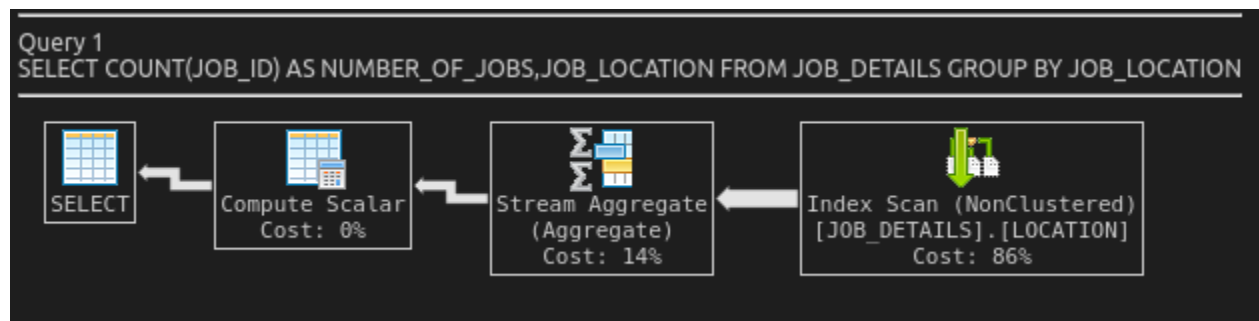 Query 1
SELECT COUNT(JOB_ID) AS NUMBER_OF_JOBS,JOB_LOCATION FROM JOB_DETAILS GROUP BY JOB_LOCATION
SELECT
Compute Scalar
Cost: 0%
Stream Aggregate
(Aggregate)
Cost: 14%
Index Scan (NonClustered)
[JOB_DETAILS].[LOCATION]
Cost: 86%